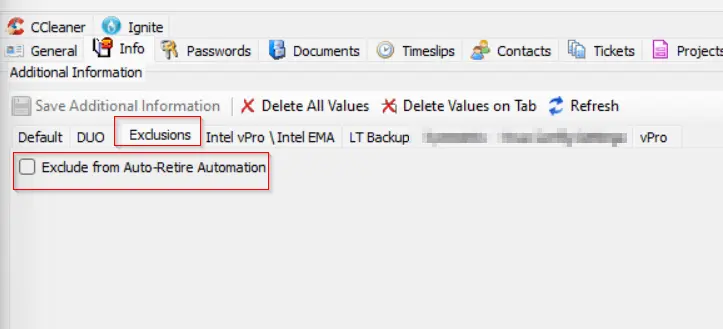 CCleaner Ignite
General Info Passwords Documents Timeslips Contacts Tickets Projects
Additional Information
Save Additional Information Delete All Values Delete Values on Tab Refresh
Default DUO Exclusions Intel vPro \ Intel EMA LT Backup vPro
Exclude from Auto-Retire Automation